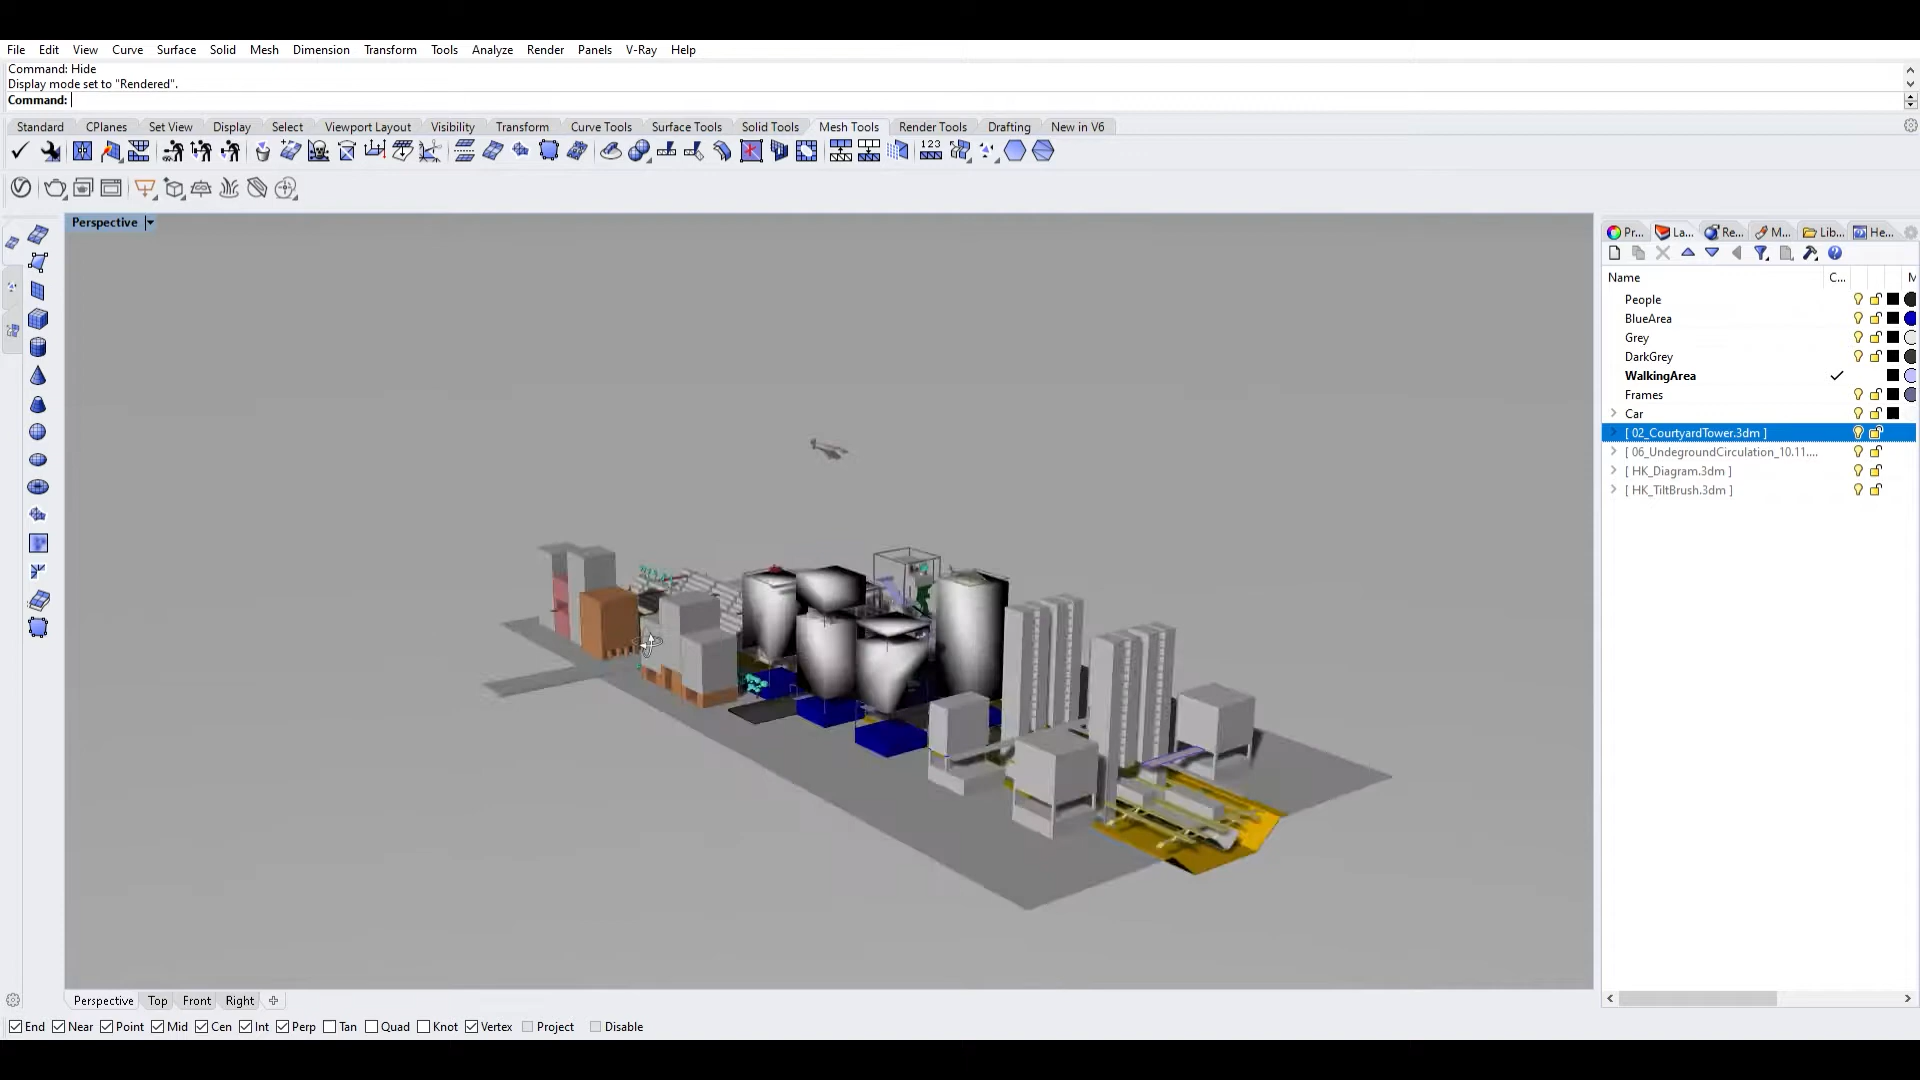 File Edit View Curve Surface Solid Mesh Dimension Transform Tools Analyze Render Panels V-Ray Help
Command: Hide
Display mode set to "Rendered".
Command:
Standard CPlanes Set View Display Select Viewport Layout Visibility Transform Curve Tools Surface Tools Solid Tools Mesh Tools Render Tools Drafting New in V6
123
Perspective
Pr... La... Re... M... Lib... He...
Name C... M
People
BlueArea
Grey
DarkGrey
WalkingArea
Frames
Car
[ 02_CourtyardTower.3dm ]
[ 06_UndegroundCirculation_10.11....
[ HK_Diagram.3dm ]
[ HK_TiltBrush.3dm ]
Perspective Top Front Right
End Near Point Mid Cen Int Perp Tan Quad Knot Vertex Project Disable